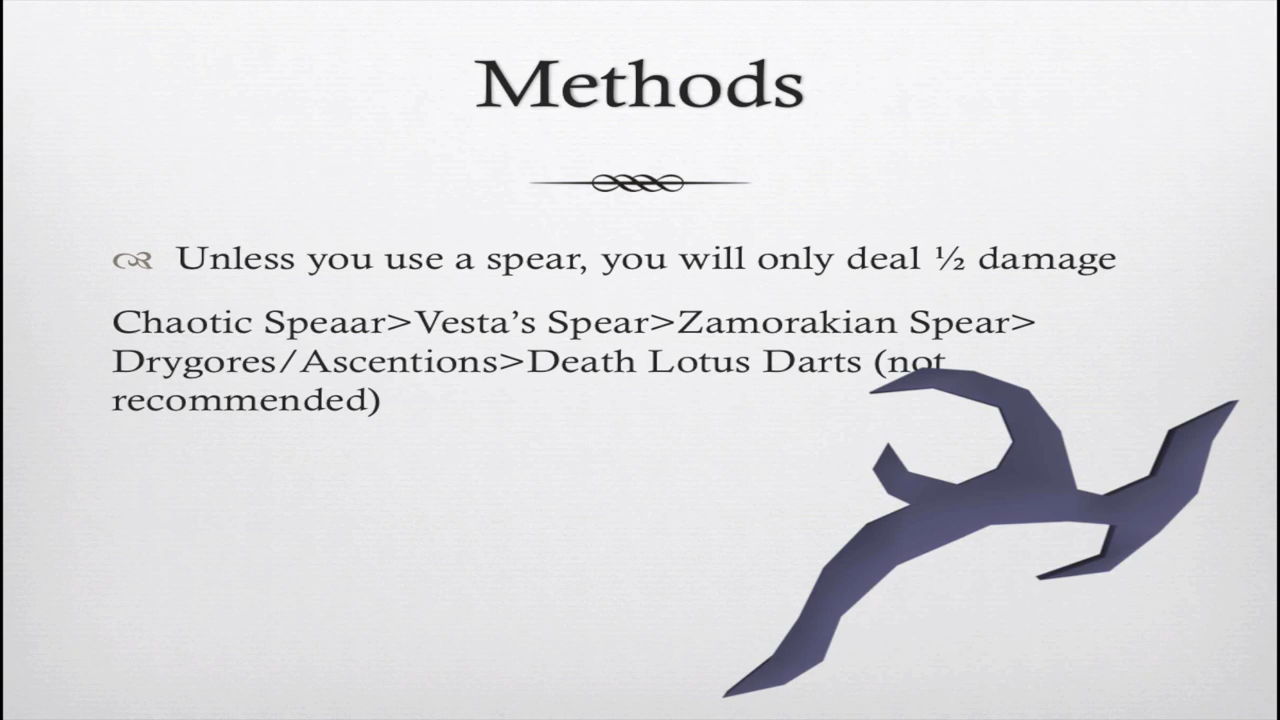 Methods
Unless you use a spear, you will only deal ½ damage
Chaotic Speaar>Vesta’s Spear>Zamorakian Spear>
Drygores/Ascentions>Death Lotus Darts (not
recommended)